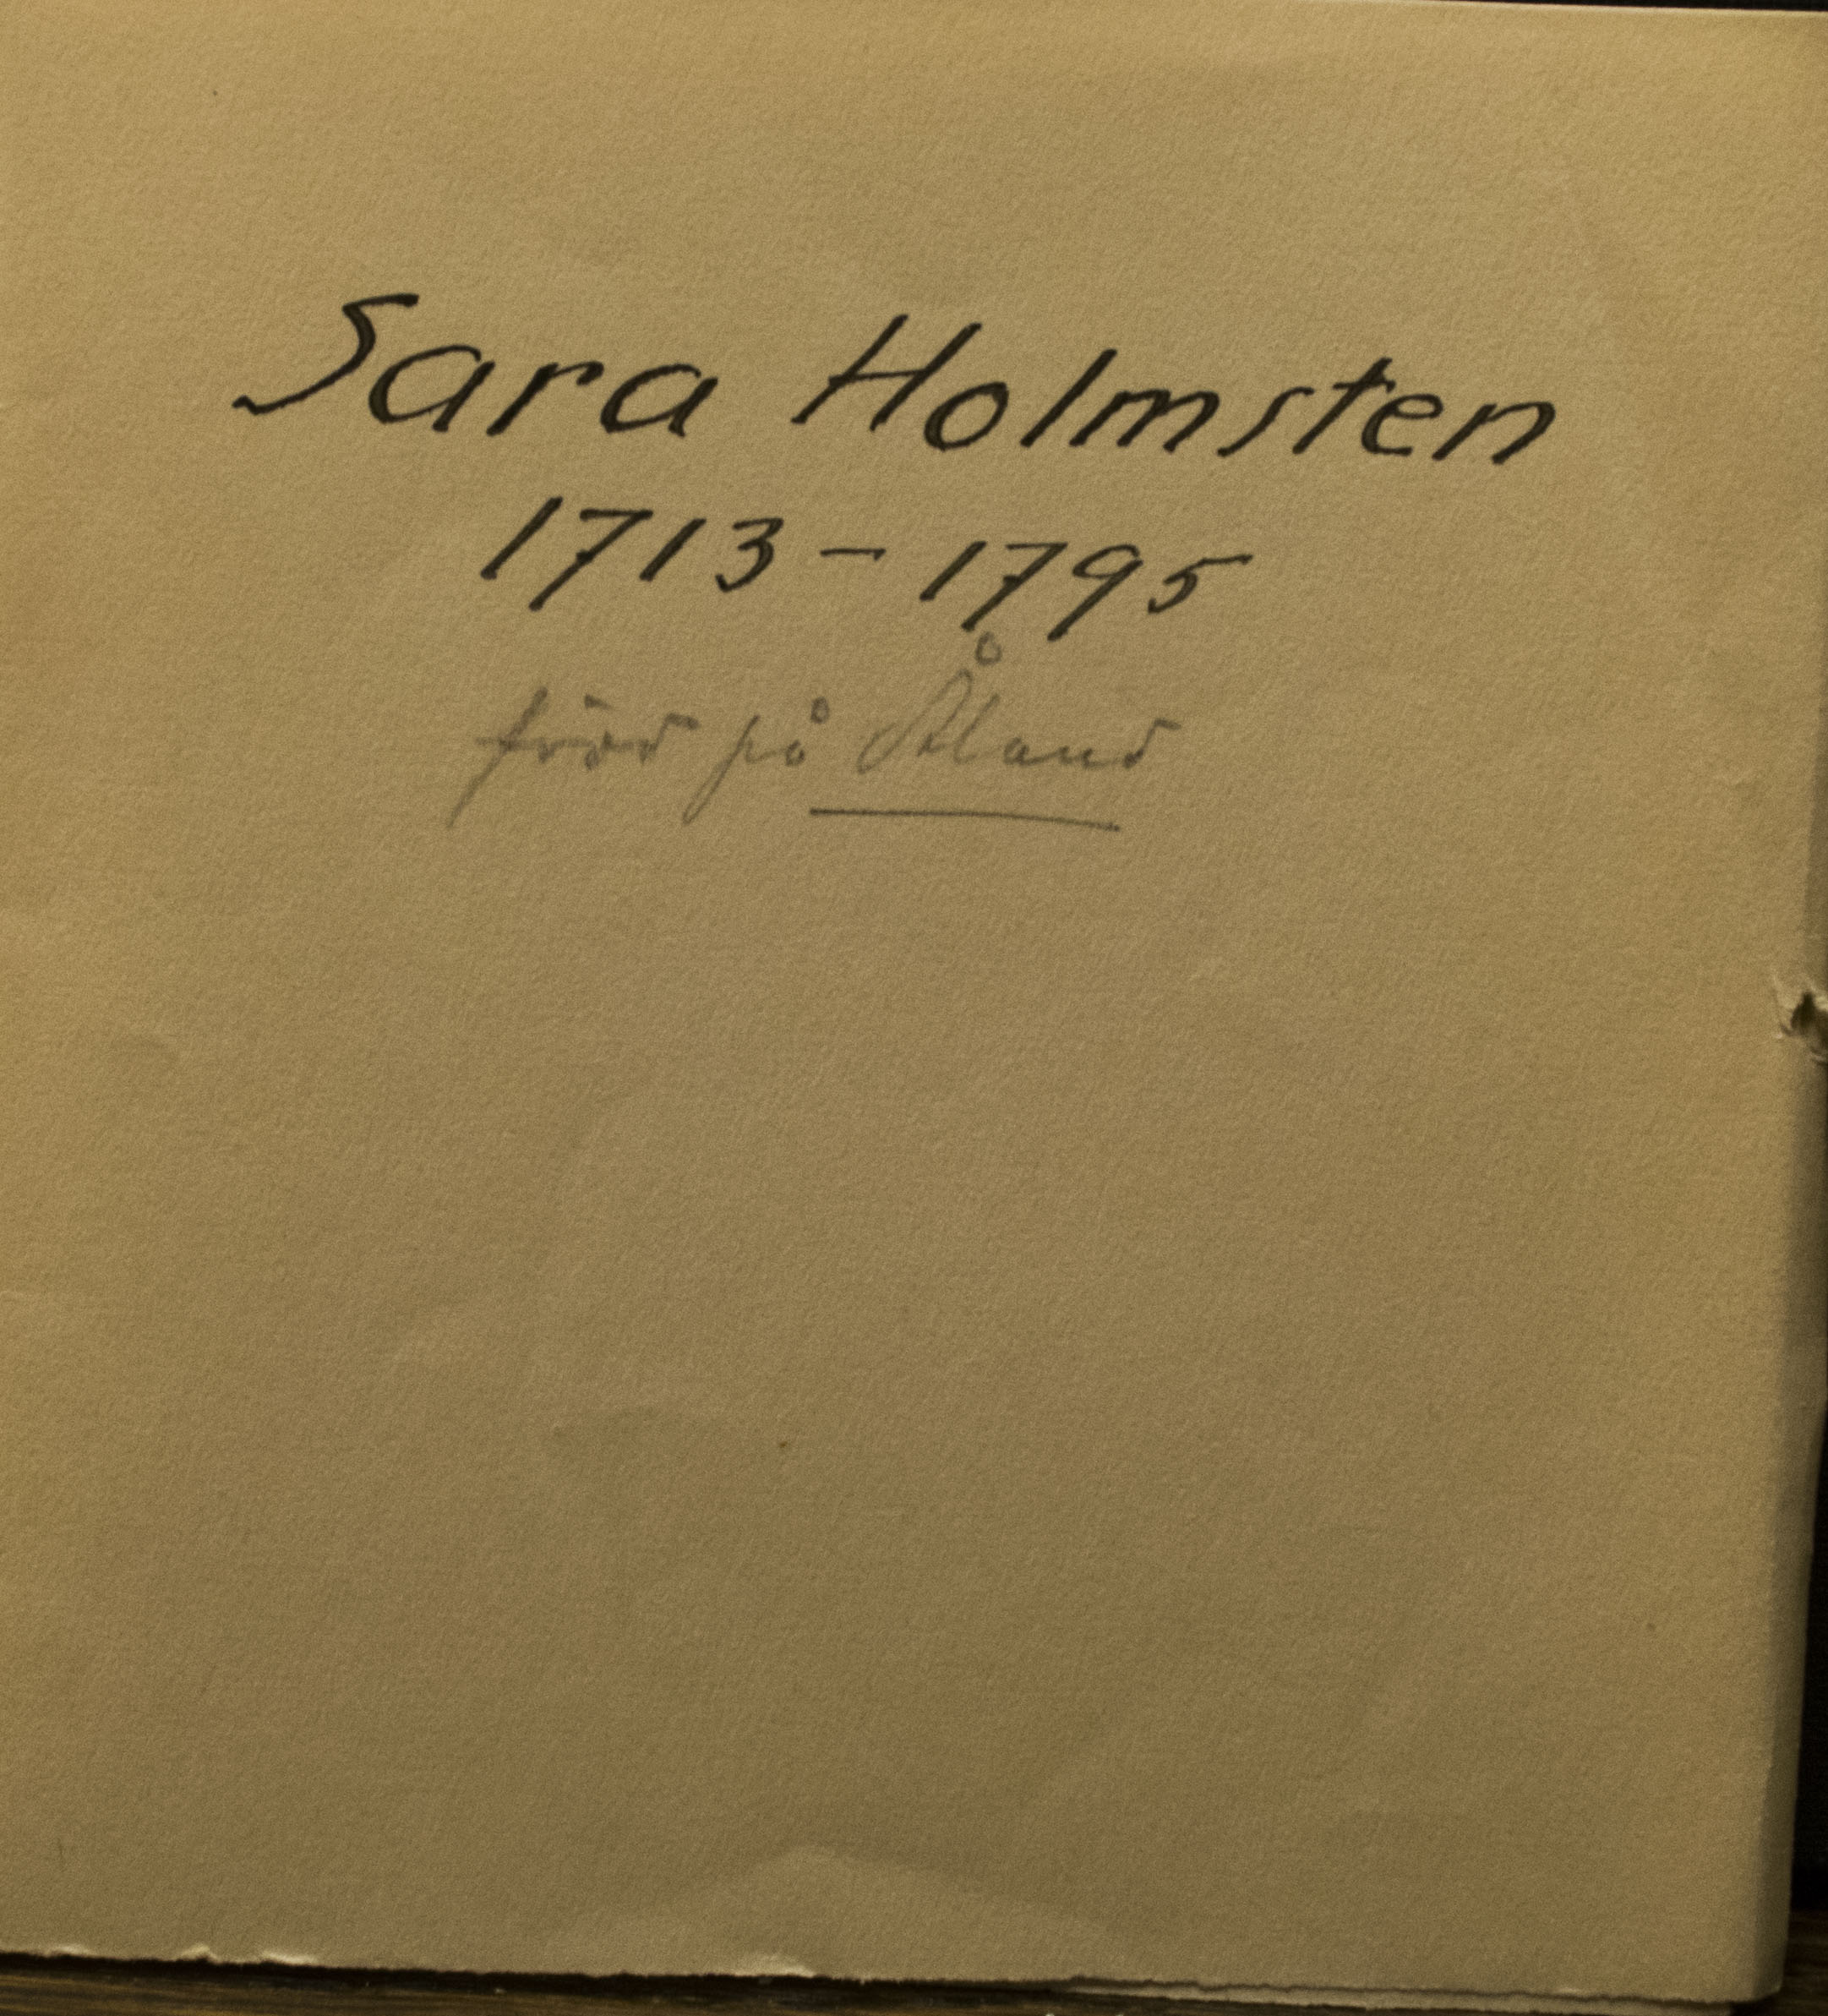 Sara Holmsten
1713 - 1795
född på Åland